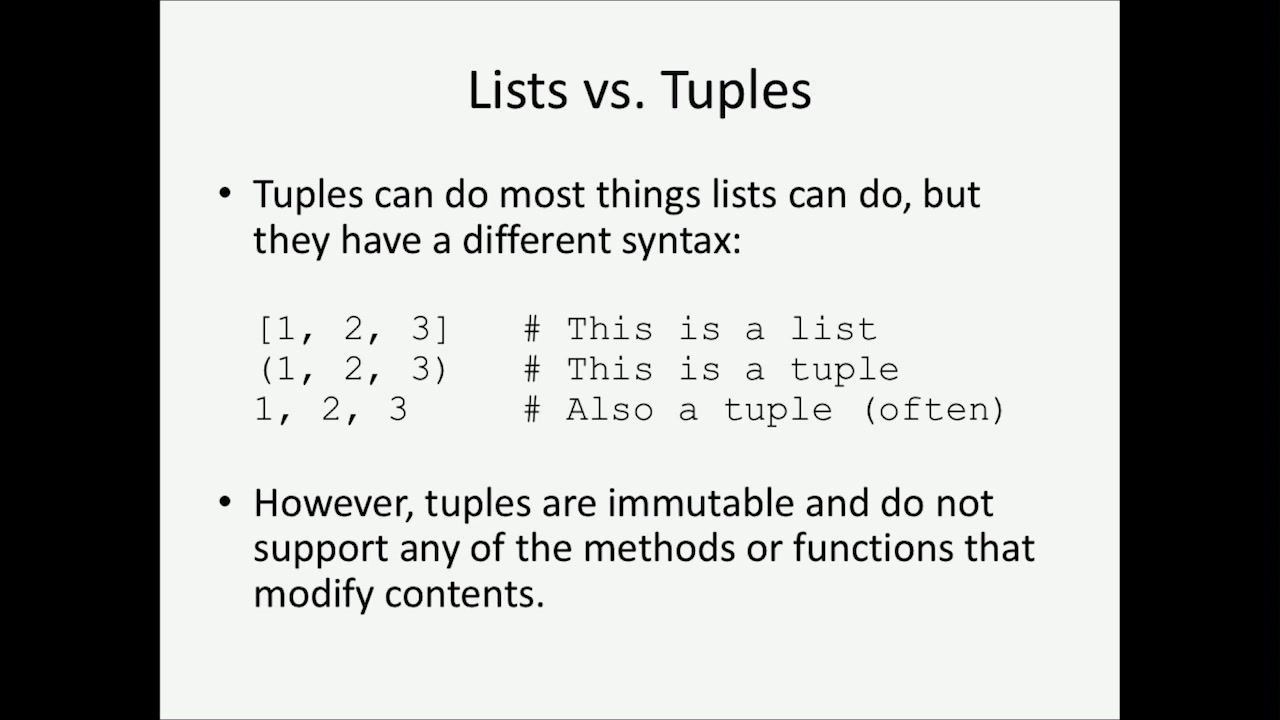 Lists vs. Tuples
• Tuples can do most things lists can do, but
they have a different syntax:
[1, 2, 3]   # This is a list
(1, 2, 3)   # This is a tuple
1, 2, 3     # Also a tuple (often)
• However, tuples are immutable and do not
support any of the methods or functions that
modify contents.